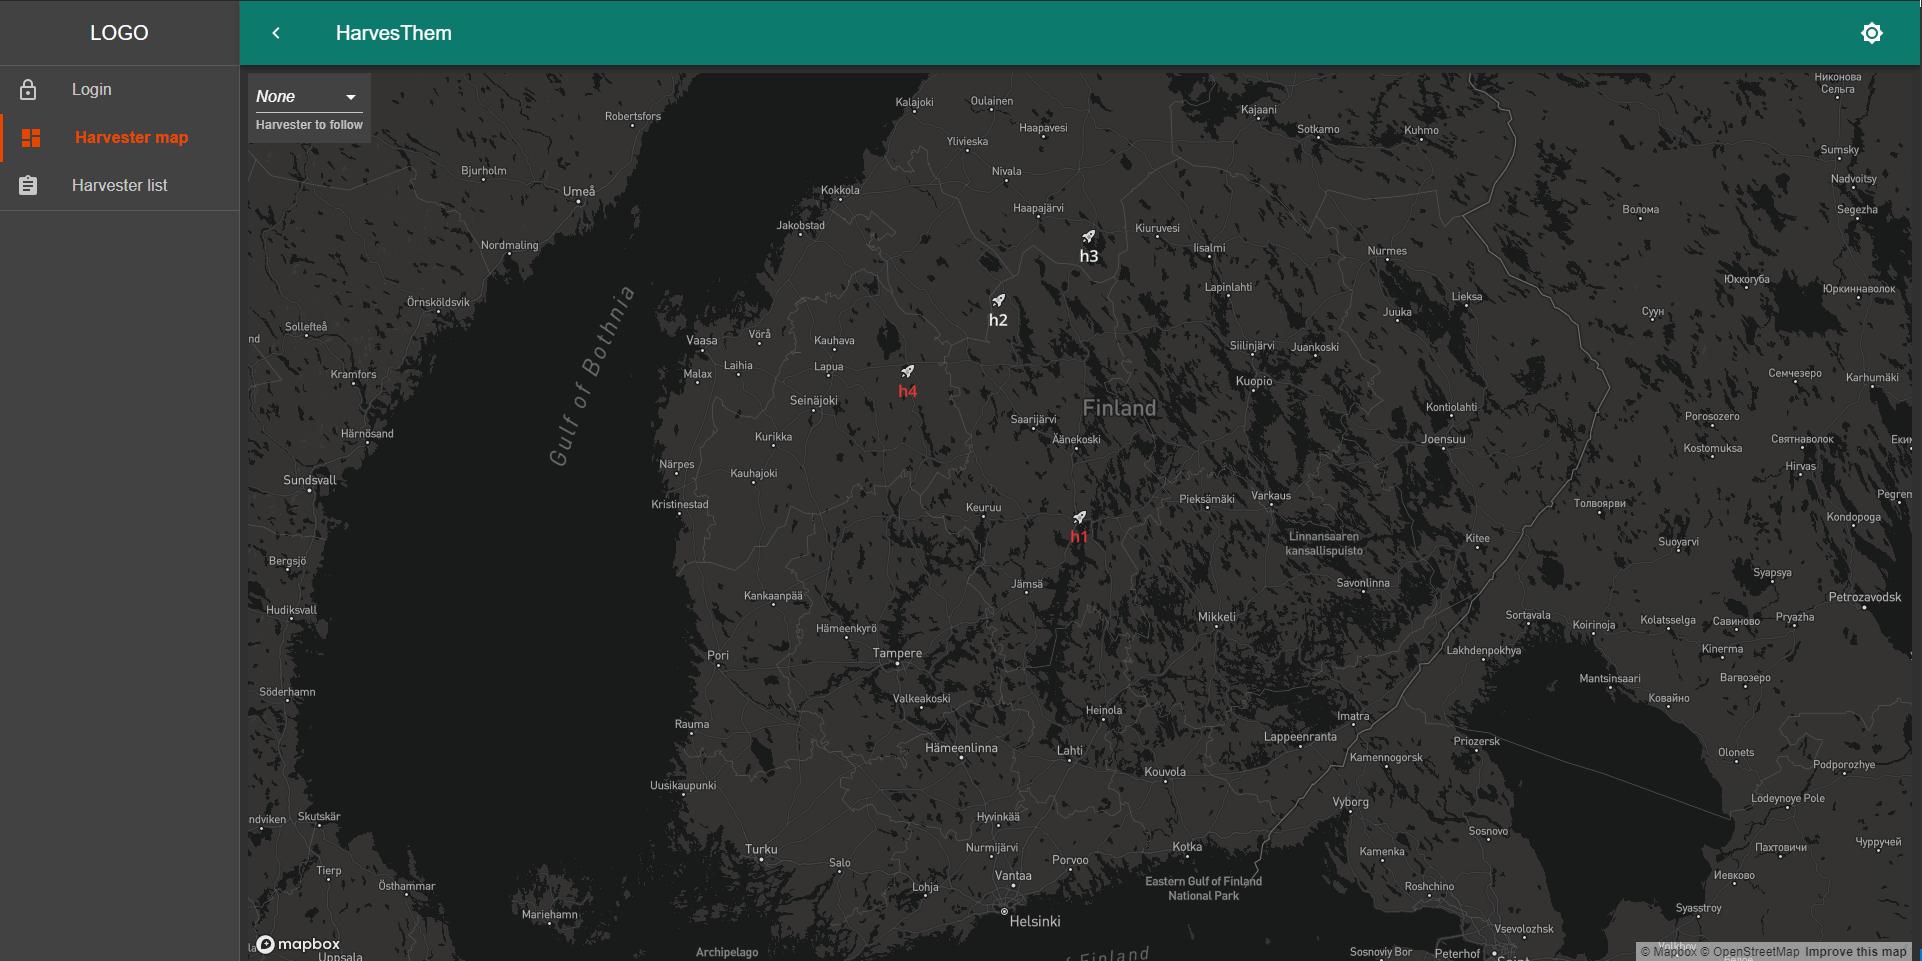 LOGO
HarvesThem
Login
Harvester map
Harvester list
None
Harvester to follow
Robertsfors
Kalajoki
Oulainen
Haapavesi
Ylivieska
Kajaani
Sotkamo
Kuhmo
Никонова
Сельга
Sumsky
Bjurholm
Umeå
Kokkola
Nivala
Nadvoitsy
Haapajärvi
Волома
Segezha
Jakobstad
Kiuruvesi
Nordmaling
h3
Iisalmi
Nurmes
Юккогуба
Юркиннаволок
Örnsköldsvik
Gulf of Bothnia
Lapinlahti
Lieksa
h2
Juuka
Суун
Sollefteå
nd
Vaasa
Vörå
Kauhava
Siilinjärvi
Juankoski
Kramfors
Malax
Laihia
Lapua
h4
Kuopio
Семчезеро
Karhumäki
Seinäjoki
Finland
Kontiolahti
Saarijärvi
Porosozero
Härnösand
Kurikka
Äänekoski
Joensuu
Kostomuksa
Святнаволок
Еки
Hirvas
Närpes
Kauhajoki
Sundsvall
Pieksämäki
Varkaus
Pegrem
Kristinestad
Keuruu
Толвоярви
Kondopoga
h1
Linnansaaren
kansallispuisto
Kitee
Suoyarvi
Bergsjö
Syapsya
Jämsä
Savonlinna
Kankaanpää
Petrozavodsk
Hudiksvall
Mikkeli
Sortavala
Koirinoja
Kolatsselga
Савиново
Pryazha
Hämeenkyrö
Pori
Tampere
Lakhdenpokhya
Kinerma
Söderhamn
Mantsinsaari
Вагвозеро
Valkeakoski
Ковайно
Rauma
Heinola
Imatra
Hämeenlinna
Lahti
Lappeenranta
Priozersk
Olonets
Kamennogorsk
Podporozhye
Uusikaupunki
Kouvola
Vyborg
Lodeynoye Pole
ndviken
Skutskär
Hyvinkää
Sosnovo
Turku
Nurmijärvi
Kotka
Kamenka
Пахтовичи
Чурручей
Salo
Porvoo
Tierp
Östhammar
Vantaa
Eastern Gulf of Finland
National Park
Иевково
Lohja
Roshchino
Mariehamn
Helsinki
Syasstroy
Vsevolozhsk
mapbox
Uppsala
Archipelago
f Finland
Sosnoviy Bor
Peterhof
Saint
Volkhov
© Mapbox © OpenStreetMap Improve this map